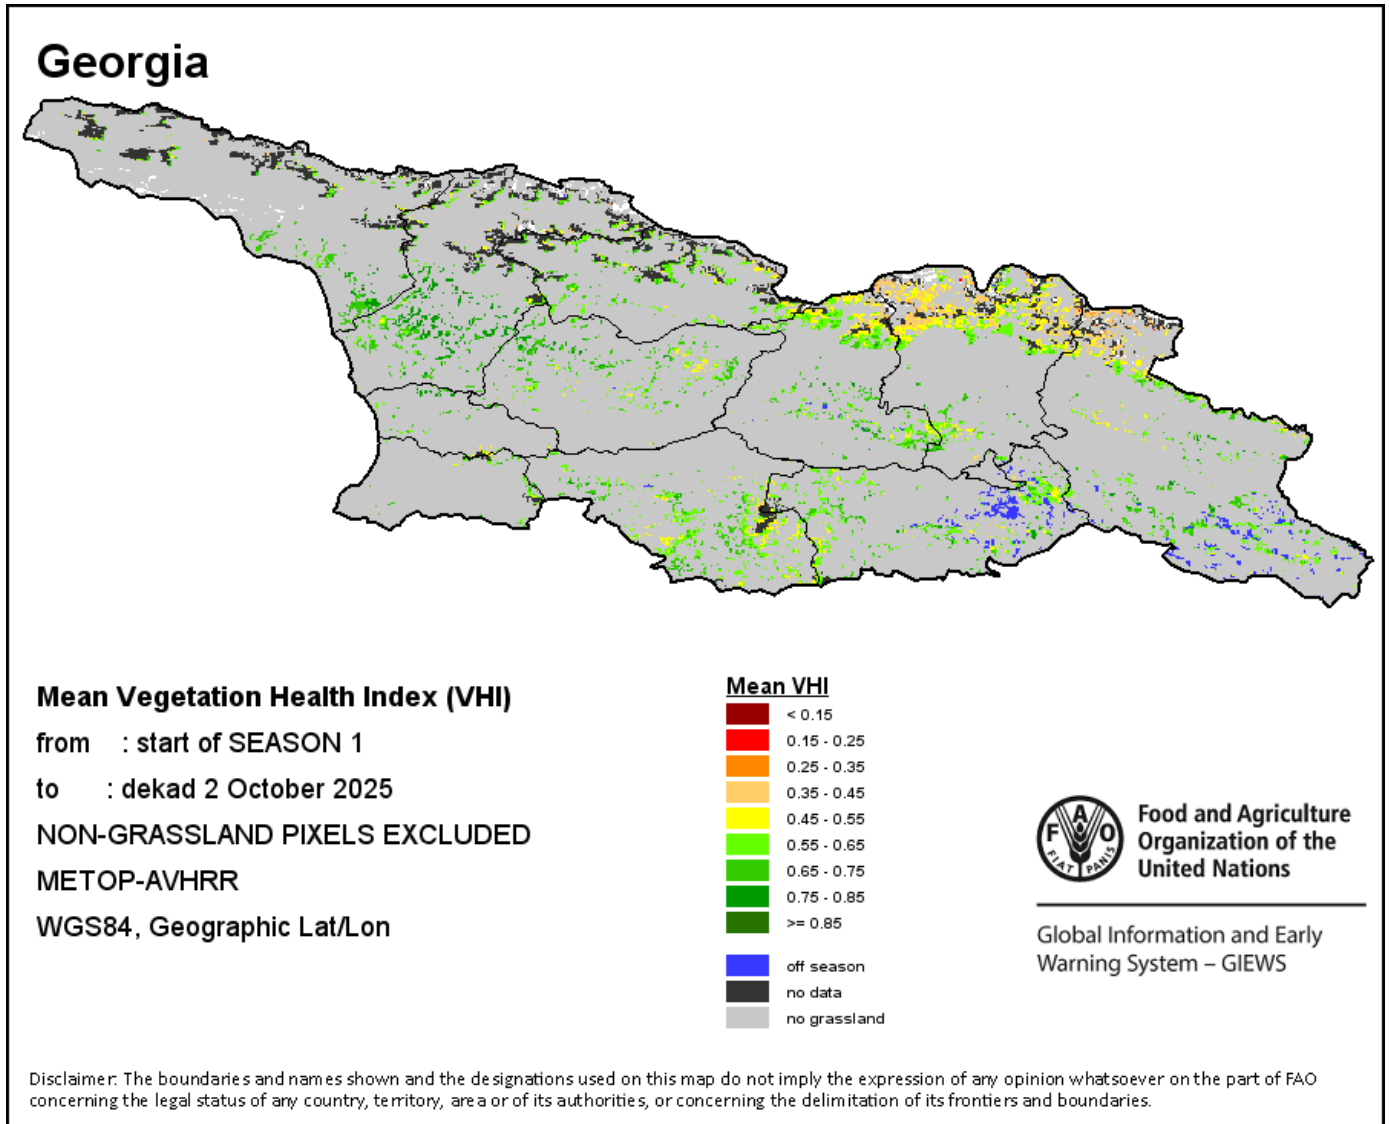 Georgia
Mean Vegetation Health Index (VHI)
from : start of SEASON 1
to : dekad 2 October 2025
NON-GRASSLAND PIXELS EXCLUDED
METOP-AVHRR
WGS84, Geographic Lat/Lon
Mean VHI
< 0.15
0.15 - 0.25
0.25 - 0.35
0.35 - 0.45
0.45 - 0.55
0.55 - 0.65
0.65 - 0.75
0.75 - 0.85
>= 0.85
off season
no data
no grassland
F A O
FIAT PANIS
Food and Agriculture
Organization of the
United Nations
Global Information and Early
Warning System – GIEWS
Disclaimer: The boundaries and names shown and the designations used on this map do not imply the expression of any opinion whatsoever on the part of FAO
concerning the legal status of any country, territory, area or of its authorities, or concerning the delimitation of its frontiers and boundaries.